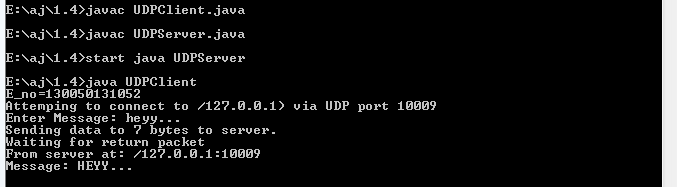 E:\aj\1.4>javac UDPClient.java
E:\aj\1.4>javac UDPServer.java
E:\aj\1.4>start java UDPServer
E:\aj\1.4>java UDPClient
E_no=130050131052
Attemping to connect to /127.0.0.1) via UDP port 10009
Enter Message: heyy...
Sending data to 7 bytes to server.
Waiting for return packet
From server at: /127.0.0.1:10009
Message: HEYY...